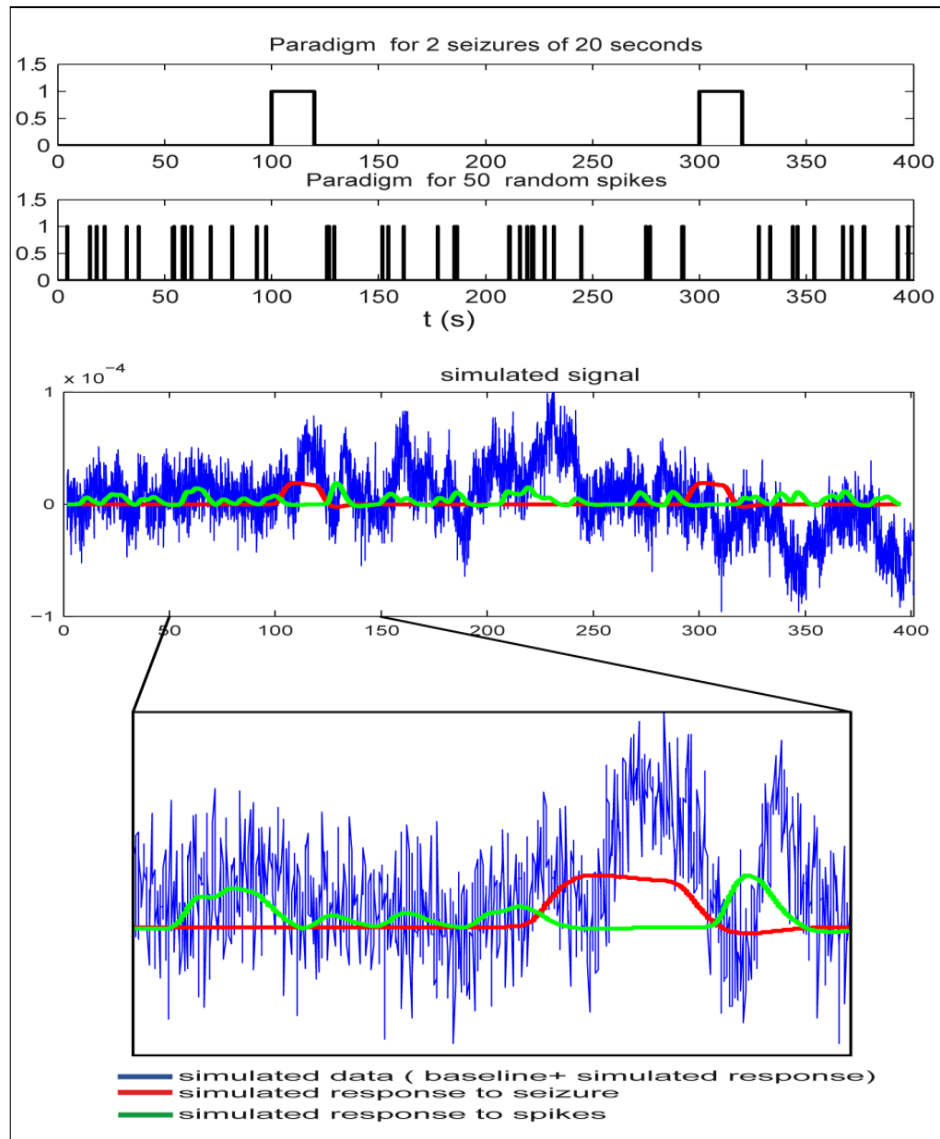 Paradigm for 2 seizures of 20 seconds
1.5
1
0.5
0
0 50 100 150 200 250 300 350 400
Paradigm for 50 random spikes
1.5
1
0.5
0
0 50 100 150 200 250 300 350 400
t (s)
× 10⁻⁴
simulated signal
1
0
−1
0 50 100 150 200 250 300 350 400
simulated data ( baseline+ simulated response)
simulated response to seizure
simulated response to spikes